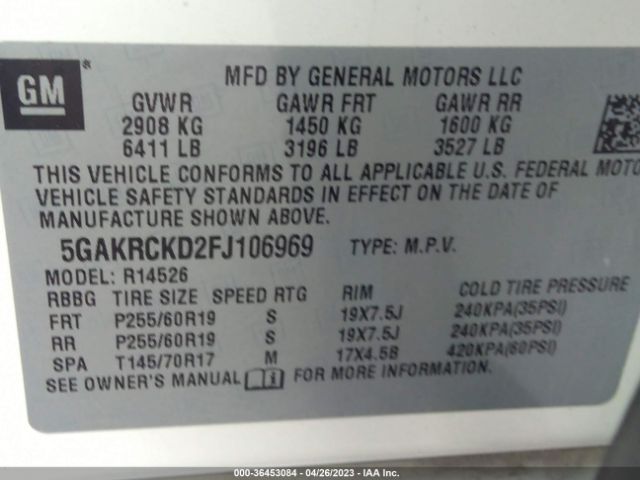 GM
MFD BY GENERAL MOTORS LLC
GVWR GAWR FRT GAWR RR
2908 KG 1450 KG 1600 KG
6411 LB 3196 LB 3527 LB
THIS VEHICLE CONFORMS TO ALL APPLICABLE U.S. FEDERAL MOTO
VEHICLE SAFETY STANDARDS IN EFFECT ON THE DATE OF
MANUFACTURE SHOWN ABOVE.
5GAKRCKD2FJ106969 TYPE: M.P.V.
MODEL: R14526
RBBG TIRE SIZE SPEED RTG RIM COLD TIRE PRESSURE
FRT P255/60R19 S 19X7.5J 240KPA(35PSI)
RR P255/60R19 S 19X7.5J 240KPA(35PSI)
SPA T145/70R17 M 17X4.5B 420KPA(60PSI)
SEE OWNER'S MANUAL FOR MORE INFORMATION.
000-36453084 - 04/26/2023 - IAA Inc.